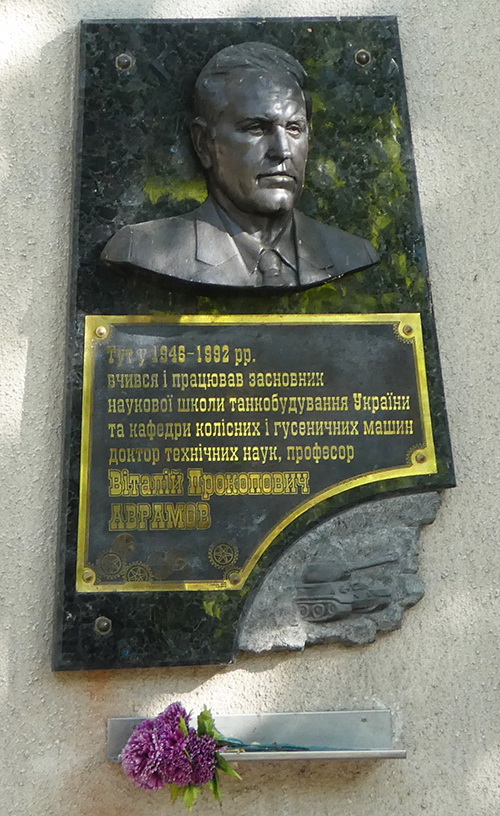 Тут у 1946-1992 рр.
вчився і працював засновник
наукової школи танкобудування України
та кафедри колісних і гусеничних машин
доктор технічних наук, професор
Віталій Прокопович
АВРАМОВ